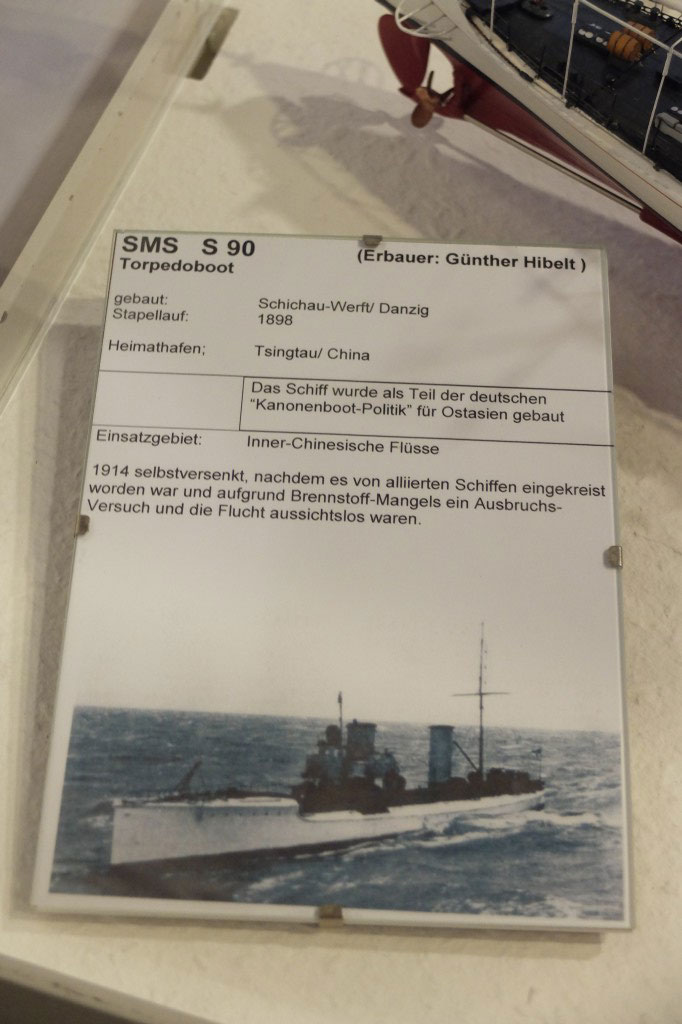 SMS S 90 (Erbauer: Günther Hibelt )
Torpedoboot
gebaut: Schichau-Werft/ Danzig
Stapellauf: 1898
Heimathafen; Tsingtau/ China
Das Schiff wurde als Teil der deutschen
“Kanonenboot-Politik” für Ostasien gebaut
Einsatzgebiet: Inner-Chinesische Flüsse
1914 selbstversenkt, nachdem es von alliierten Schiffen eingekreist
worden war und aufgrund Brennstoff-Mangels ein Ausbruchs-
Versuch und die Flucht aussichtslos waren.